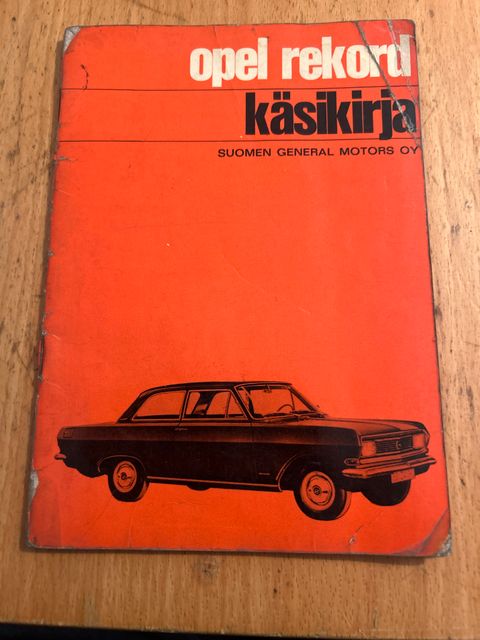 opel rekord
käsikirja
SUOMEN GENERAL MOTORS OY